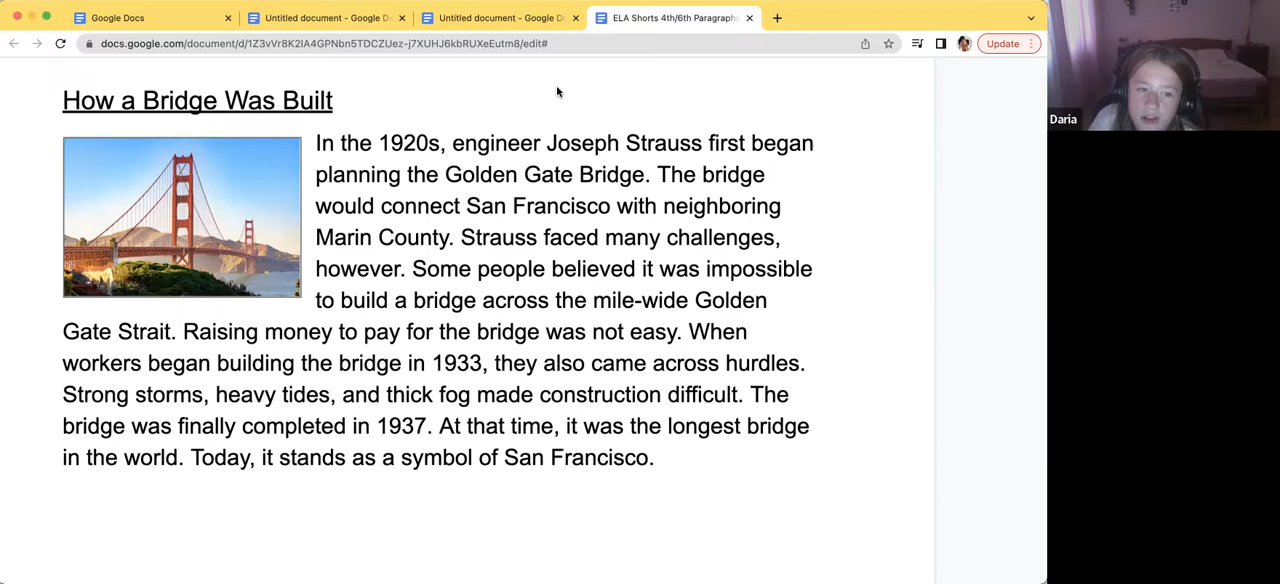 Google Docs
Untitled document - Google D
Untitled document - Google D
ELA Shorts 4th/6th Paragraphs
docs.google.com/document/d/1Z3vVr8K2IA4GPNbn5TDCZUez-j7XUHJ6kbRUXeEutm8/edit#
Update
How a Bridge Was Built
In the 1920s, engineer Joseph Strauss first began
planning the Golden Gate Bridge. The bridge
would connect San Francisco with neighboring
Marin County. Strauss faced many challenges,
however. Some people believed it was impossible
to build a bridge across the mile-wide Golden
Gate Strait. Raising money to pay for the bridge was not easy. When
workers began building the bridge in 1933, they also came across hurdles.
Strong storms, heavy tides, and thick fog made construction difficult. The
bridge was finally completed in 1937. At that time, it was the longest bridge
in the world. Today, it stands as a symbol of San Francisco.
Daria